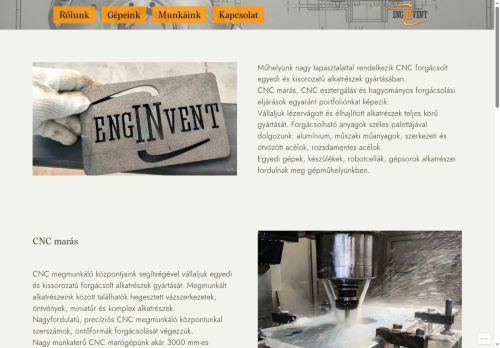 Rólunk Gépeink Munkáink Kapcsolat
ENGINVENT
ENGINVENT
Műhelyünk nagy tapasztalattal rendelkezik CNC forgácsolt
egyedi és kisorozatú alkatrészek gyártásában.
CNC marás, CNC esztergálás és hagyományos forgácsolási
eljárások egyaránt portfoliónkat képezik.
Vállaljuk lézervágott és élhajlított alkatrészek teljes körű
gyártását. Forgácsolható anyagok széles palettájával
dolgozunk: alumínium, műszaki műanyagok, szerkezeti és
ötvözött acélok, rozsdamentes acélok.
Egyedi gépek, készülékek, robotcellák, gépsorok alkatrészei
fordulnak meg gépműhelyünkben.
CNC marás
CNC megmunkáló központjaink segítségével vállaljuk egyedi
és kissorozatú forgácsolt alkatrészek gyártását. Megmunkált
alkatrészeink között találhatók hegesztett vázszerkezetek,
öntvények, miniatűr és komplex alkatrészek.
Nagyfordulatú, precíziós CNC megmunkáló központunkal
szerszámok, öntőformák forgácsolását végezzük.
Nagy munkaterű CNC marógépünk akár 3000 mm-es